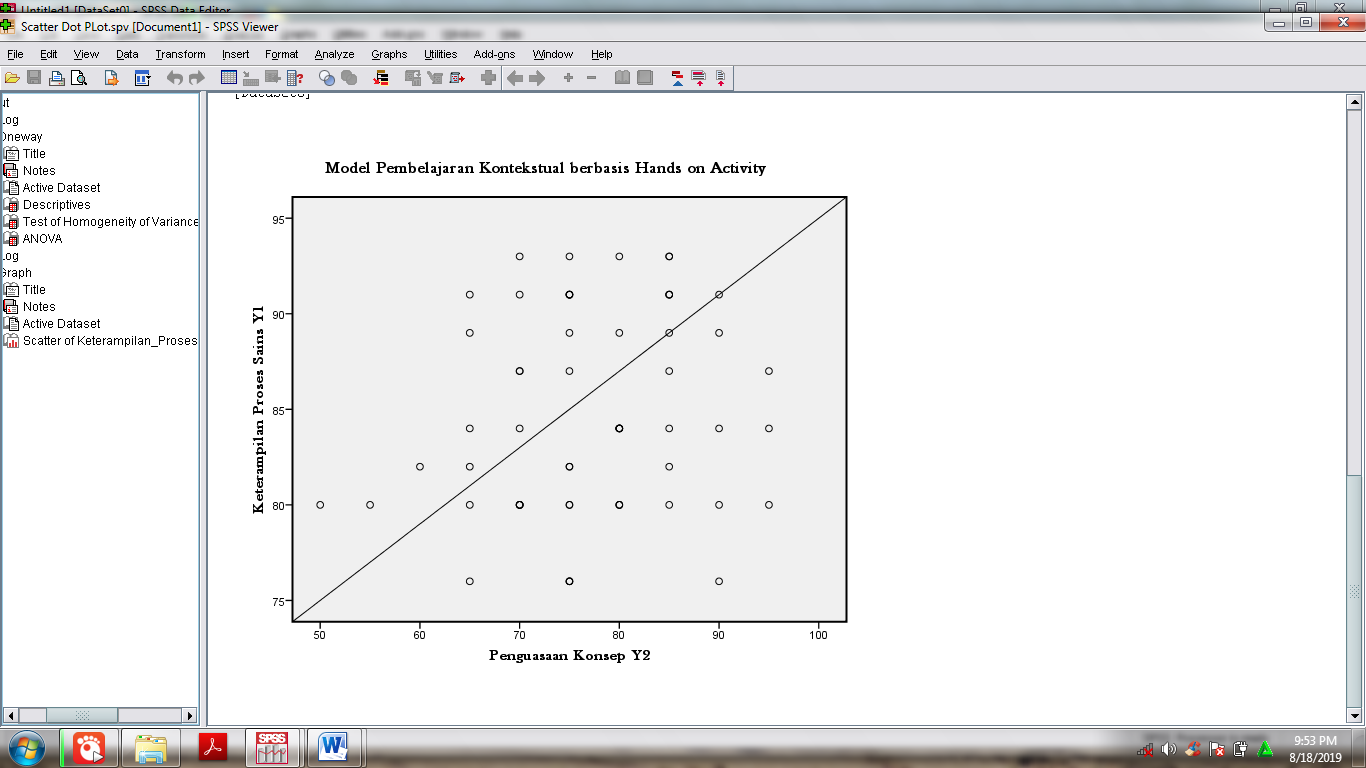 Untitled1 [DataSet0] - SPSS Data Editor
Scatter Dot PLot.spv [Document1] - SPSS Viewer
File Edit View Data Transform Insert Format Analyze Graphs Utilities Add-ons Window Help
[DataSet0]
ut
Log
Oneway
Title
Notes
Active Dataset
Descriptives
Test of Homogeneity of Variance
ANOVA
Log
Graph
Title
Notes
Active Dataset
Scatter of Keterampilan_Proses
Model Pembelajaran Kontekstual berbasis Hands on Activity
Keterampilan Proses Sains Y1
95
90
85
80
75
50 60 70 80 90 100
Penguasaan Konsep Y2
SPSS
9:53 PM
8/18/2019